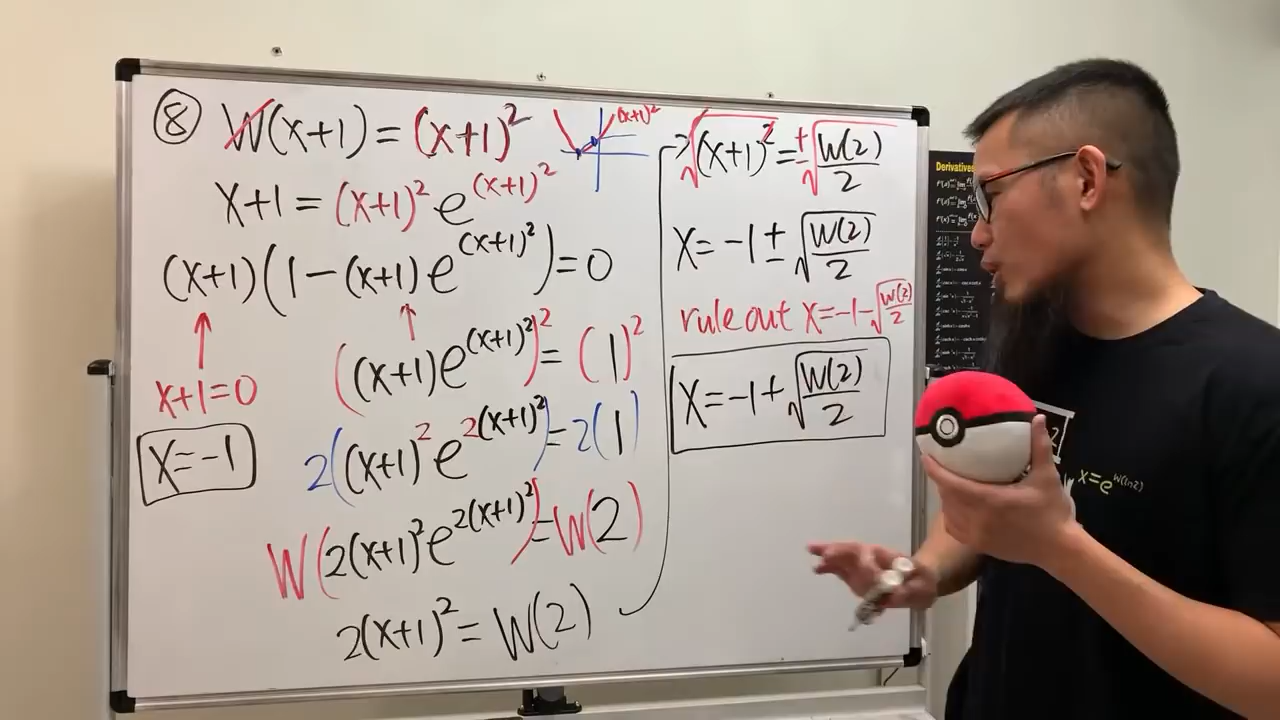 ⑧ W(x+1) = (x+1)²
x+1 = (x+1)² e^((x+1)²)
(x+1)(1-(x+1)e^((x+1)²))=0
x+1=0
x=-1
((x+1)e^((x+1)²))² = (1)²
2((x+1)² e^(2(x+1)²))=2(1)
W(2(x+1)² e^(2(x+1)²))=W(2)
2(x+1)² = W(2)
(x+1)²
√(x+1)² = ±√(W(2)/2)
x = -1 ± √(W(2)/2)
rule out x=-1-√(W(2)/2)
x=-1+√(W(2)/2)
Derivatives
x=e^(W(ln2))